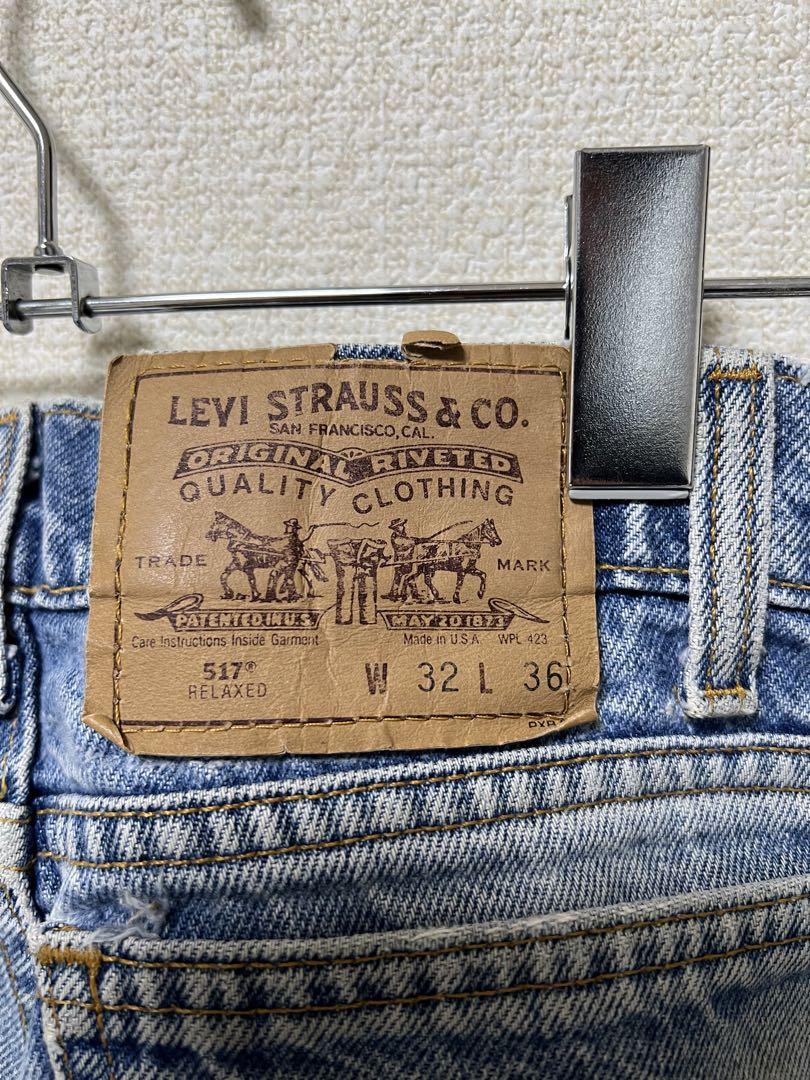 LEVI STRAUSS & CO.
SAN FRANCISCO, CAL.
ORIGINAL RIVETED
QUALITY CLOTHING
TRADE MARK
PATENTED IN U.S. MAY 20 1873
Care Instructions Inside Garment Made in U.S.A. WPL 423
517® W 32 L 36
RELAXED